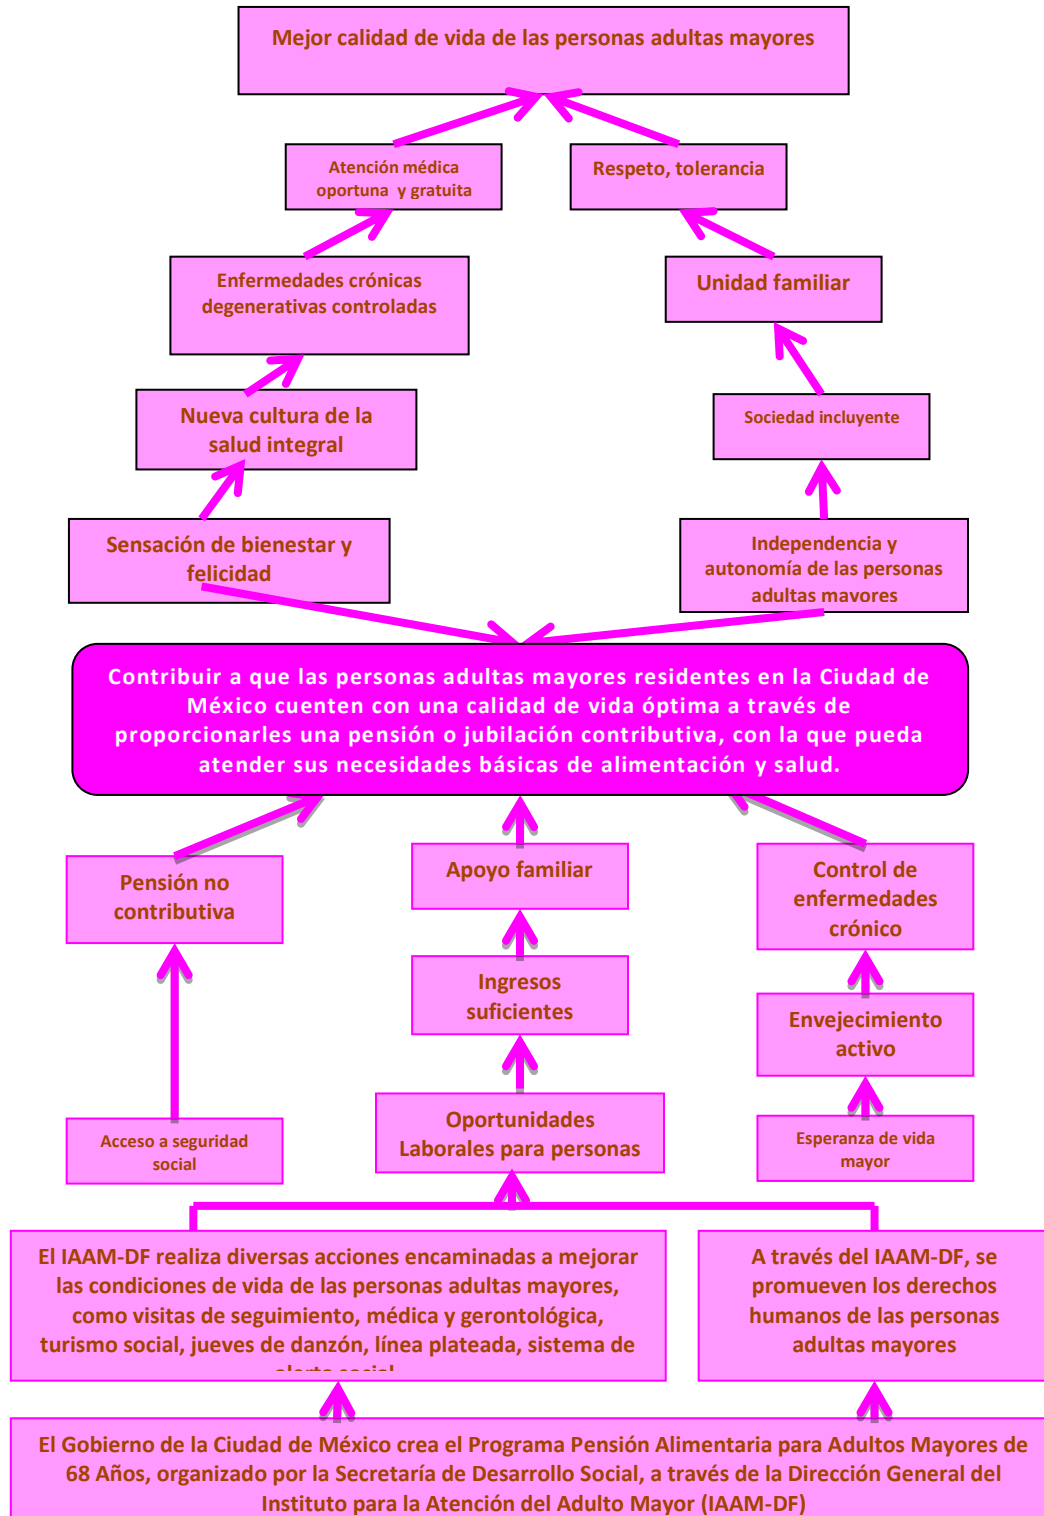 Mejor calidad de vida de las personas adultas mayores
Atención médica
oportuna y gratuita
Respeto, tolerancia
Enfermedades crónicas
degenerativas controladas
Unidad familiar
Nueva cultura de la
salud integral
Sociedad incluyente
Sensación de bienestar y
felicidad
Independencia y
autonomía de las personas
adultas mayores
Contribuir a que las personas adultas mayores residentes en la Ciudad de
México cuenten con una calidad de vida óptima a través de
proporcionarles una pensión o jubilación contributiva, con la que pueda
atender sus necesidades básicas de alimentación y salud.
Pensión no
contributiva
Apoyo familiar
Control de
enfermedades
crónico
Ingresos
suficientes
Envejecimiento
activo
Acceso a seguridad
social
Oportunidades
Laborales para personas
Esperanza de vida
mayor
El IAAM-DF realiza diversas acciones encaminadas a mejorar
las condiciones de vida de las personas adultas mayores,
como visitas de seguimiento, médica y gerontológica,
turismo social, jueves de danzón, línea plateada, sistema de
alerta social
A través del IAAM-DF, se
promueven los derechos
humanos de las personas
adultas mayores
El Gobierno de la Ciudad de México crea el Programa Pensión Alimentaria para Adultos Mayores de
68 Años, organizado por la Secretaría de Desarrollo Social, a través de la Dirección General del
Instituto para la Atención del Adulto Mayor (IAAM-DF)